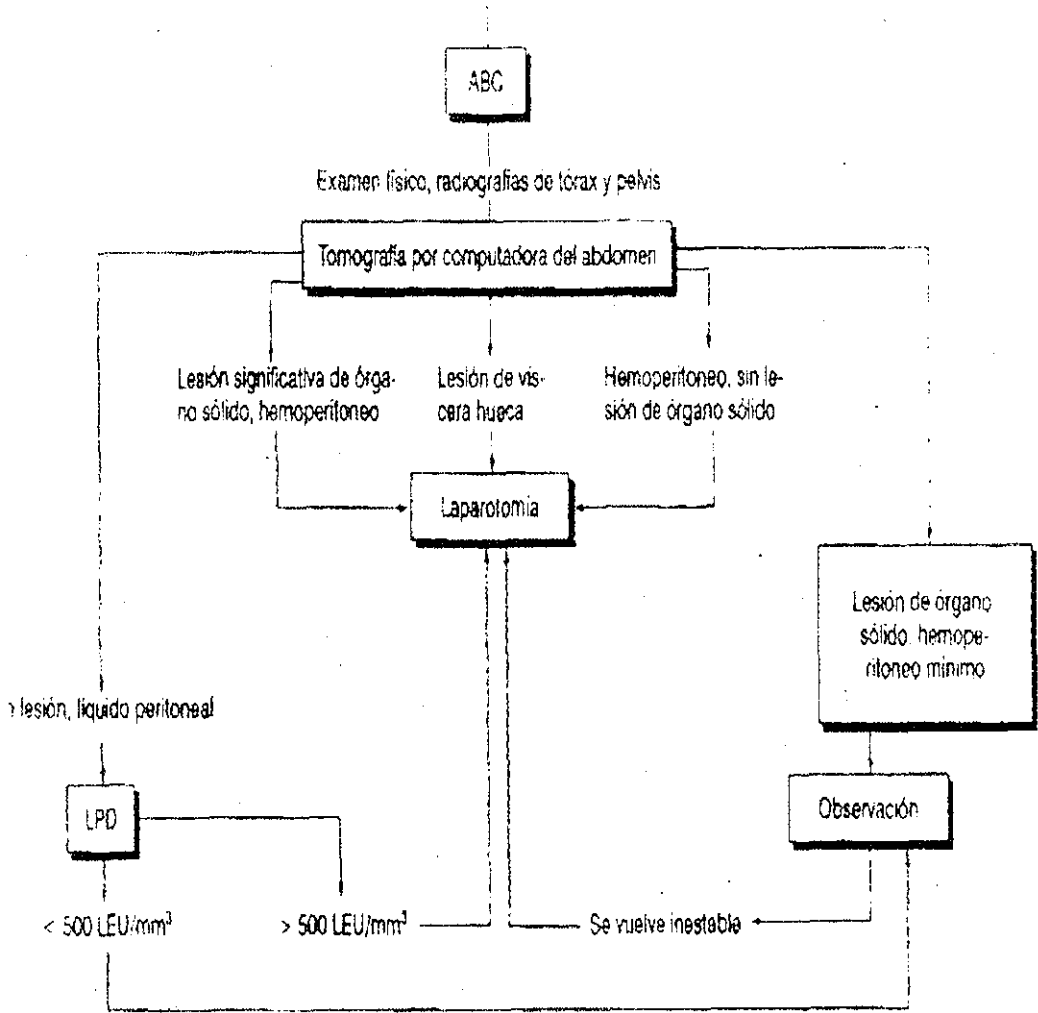 ABC
Examen físico, radiografías de tórax y pelvis
Tomografía por computadora del abdomen
Lesión significativa de órga-
no sólido, hemoperitoneo
Lesión de vis-
cera hueca
Hemoperitoneo, sin le-
sión de órgano sólido
Laparotomía
Lesión de órgano
sólido, hemope-
ritoneo mínimo
lesión, líquido peritoneal
LPD
Observación
< 500 LEU/mm³
> 500 LEU/mm³
Se vuelve inestable